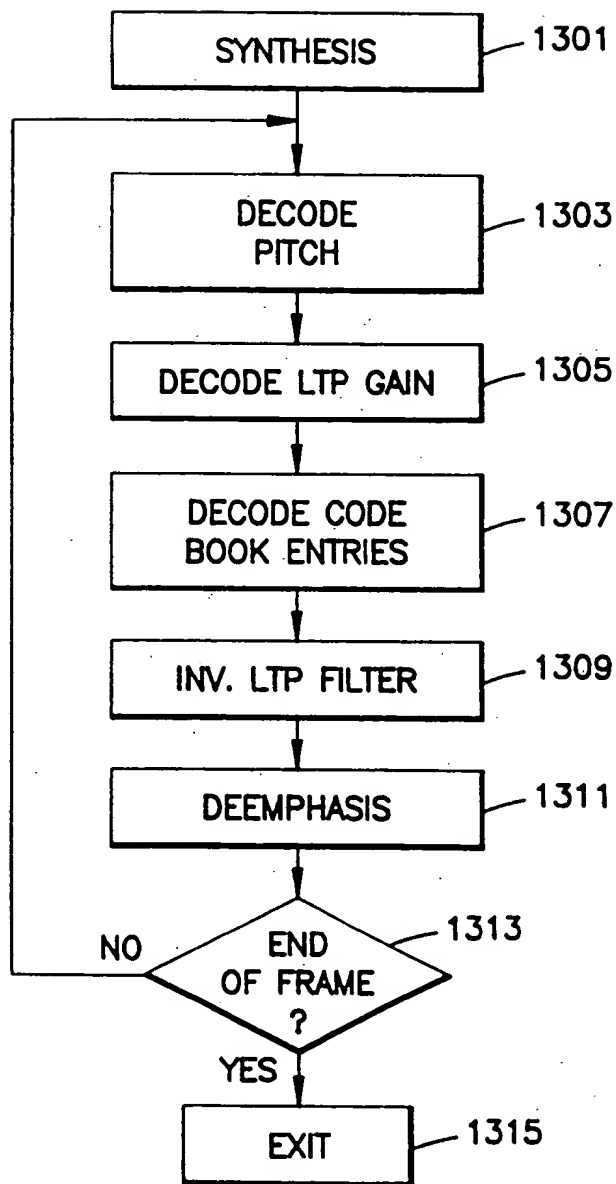 SYNTHESIS 1301
DECODE
PITCH 1303
DECODE LTP GAIN 1305
DECODE CODE
BOOK ENTRIES 1307
INV. LTP FILTER 1309
DEEMPHASIS 1311
1313
NO
END
OF FRAME
?
YES
EXIT 1315